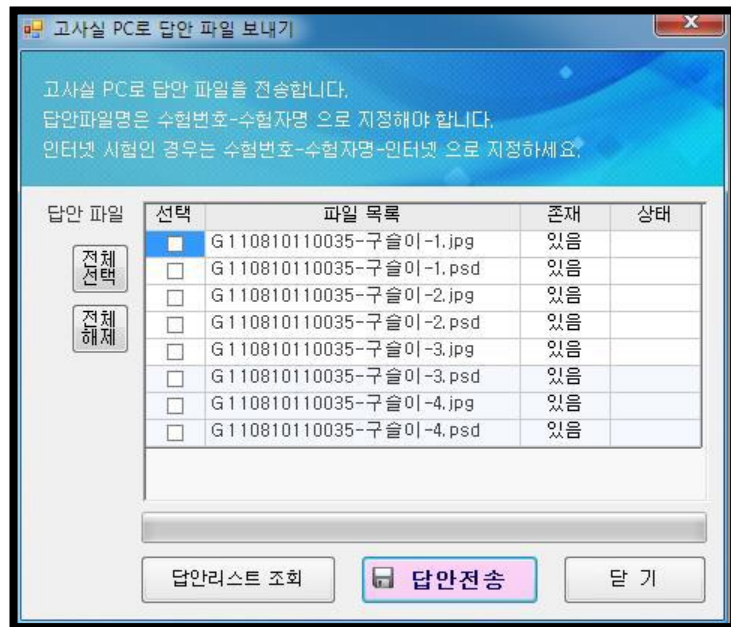 고사실 PC로 답안 파일 보내기
고사실 PC로 답안 파일을 전송합니다.
답안파일명은 수험번호-수험자명 으로 지정해야 합니다.
인터넷 시험인 경우는 수험번호-수험자명-인터넷 으로 지정하세요.
답안 파일 선택 파일 목록 존재 상태
전체
선택
전체
해제
G110810110035-구슬이-1.jpg 있음
G110810110035-구슬이-1.psd 있음
G110810110035-구슬이-2.jpg 있음
G110810110035-구슬이-2.psd 있음
G110810110035-구슬이-3.jpg 있음
G110810110035-구슬이-3.psd 있음
G110810110035-구슬이-4.jpg 있음
G110810110035-구슬이-4.psd 있음
답안리스트 조회 답안전송 닫 기